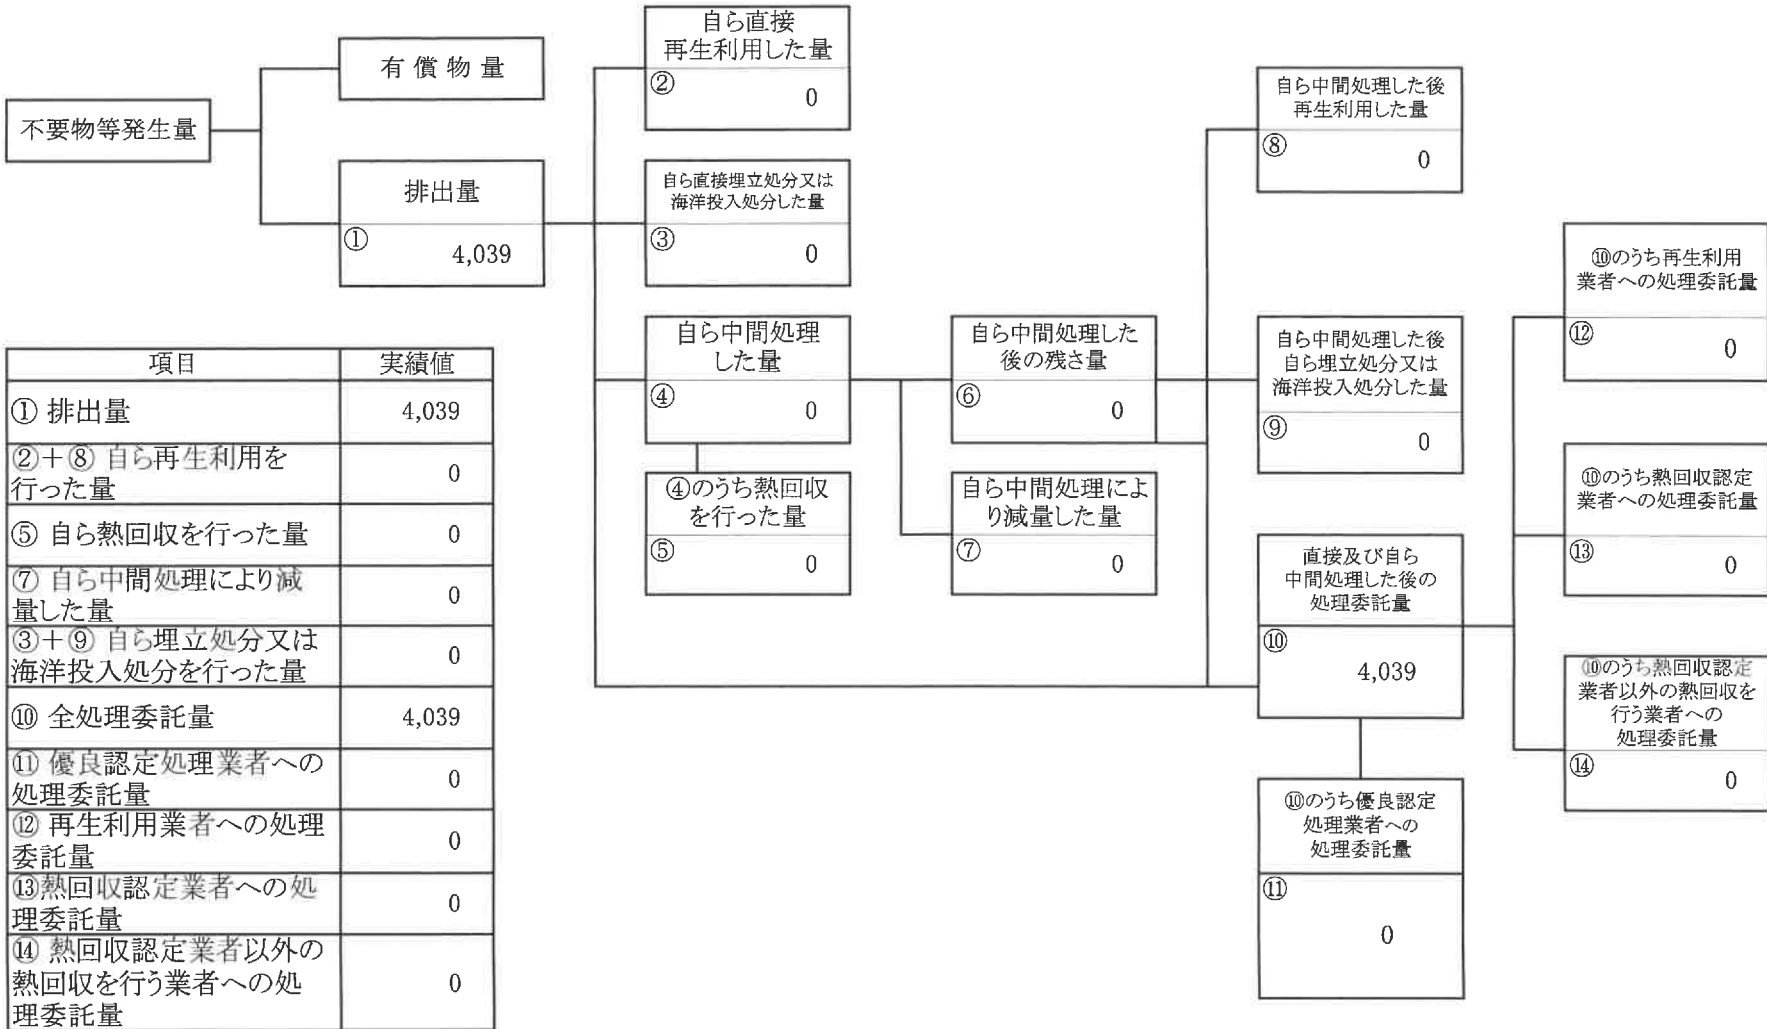 不要物等発生量
有償物量
排出量
① 4,039
自ら直接
再生利用した量
② 0
自ら直接埋立処分又は
海洋投入処分した量
③ 0
自ら中間処理
した量
④ 0
④のうち熱回収
を行った量
⑤ 0
自ら中間処理した
後の残さ量
⑥ 0
自ら中間処理によ
り減量した量
⑦ 0
自ら中間処理した後
再生利用した量
⑧ 0
自ら中間処理した後
自ら埋立処分又は
海洋投入処分した量
⑨ 0
直接及び自ら
中間処理した後の
処理委託量
⑩ 4,039
⑩のうち優良認定
処理業者への
処理委託量
⑪ 0
⑩のうち再生利用
業者への処理委託量
⑫ 0
⑩のうち熱回収認定
業者への処理委託量
⑬ 0
⑩のうち熱回収認定
業者以外の熱回収を
行う業者への
処理委託量
⑭ 0
項目 実績値
① 排出量 4,039
②+⑧ 自ら再生利用を
行った量 0
⑤ 自ら熱回収を行った量 0
⑦ 自ら中間処理により減
量した量 0
③+⑨ 自ら埋立処分又は
海洋投入処分を行った量 0
⑩ 全処理委託量 4,039
⑪ 優良認定処理業者への
処理委託量 0
⑫ 再生利用業者への処理
委託量 0
⑬熱回収認定業者への処
理委託量 0
⑭ 熱回収認定業者以外の
熱回収を行う業者への処 0
理委託量